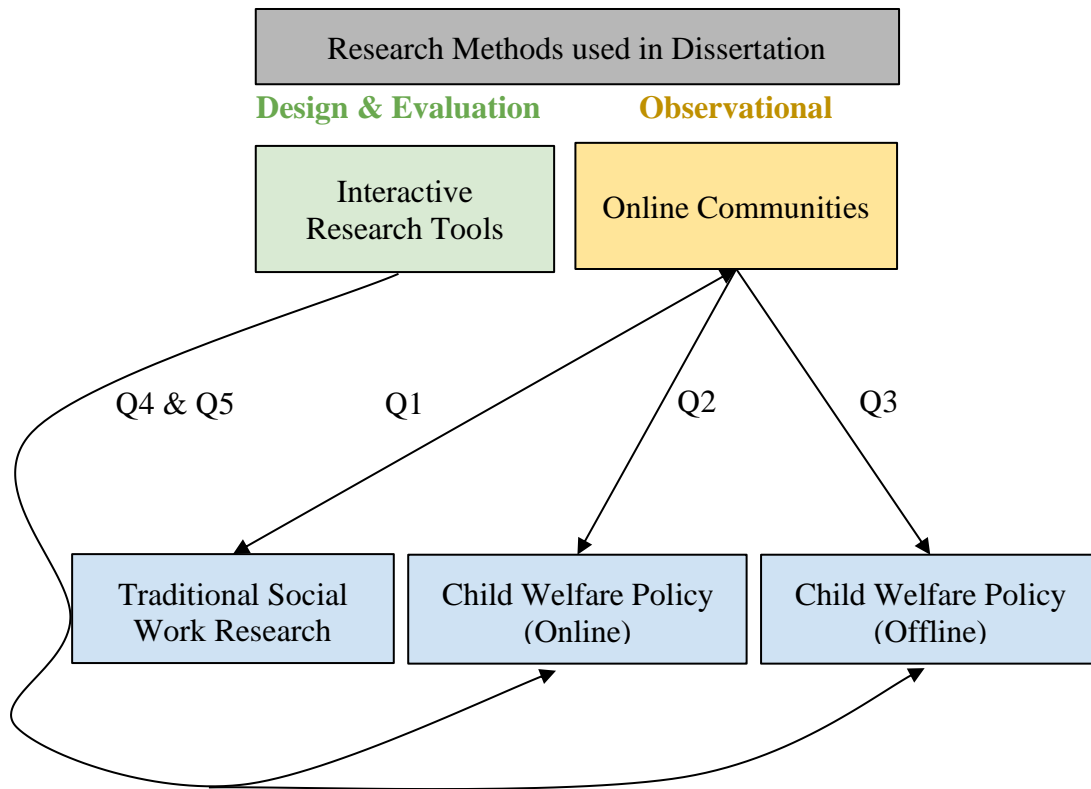 Research Methods used in Dissertation
Design & Evaluation
Observational
Interactive
Research Tools
Online Communities
Q4 & Q5
Q1
Q2
Q3
Traditional Social
Work Research
Child Welfare Policy
(Online)
Child Welfare Policy
(Offline)